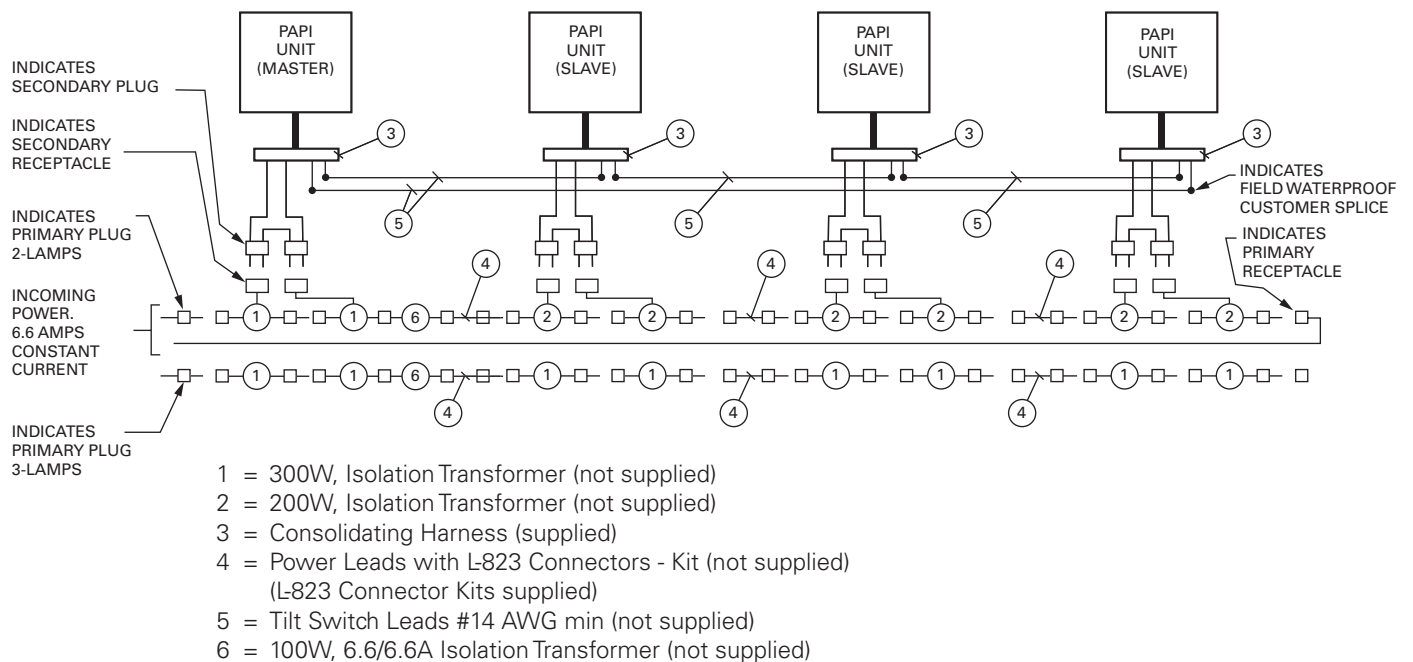 PAPI
UNIT
(MASTER)
PAPI
UNIT
(SLAVE)
PAPI
UNIT
(SLAVE)
PAPI
UNIT
(SLAVE)
INDICATES
SECONDARY PLUG
INDICATES
SECONDARY
RECEPTACLE
3
3
3
3
5
5
5
INDICATES
FIELD WATERPROOF
CUSTOMER SPLICE
INDICATES
PRIMARY PLUG
2-LAMPS
INDICATES
PRIMARY
RECEPTACLE
4
4
4
INCOMING
POWER.
6.6 AMPS
CONSTANT
CURRENT
1
1
6
2
2
2
2
2
2
1
1
6
1
1
1
1
1
1
4
4
4
INDICATES
PRIMARY PLUG
3-LAMPS
1 = 300W, Isolation Transformer (not supplied)
2 = 200W, Isolation Transformer (not supplied)
3 = Consolidating Harness (supplied)
4 = Power Leads with L-823 Connectors - Kit (not supplied)
(L-823 Connector Kits supplied)
5 = Tilt Switch Leads #14 AWG min (not supplied)
6 = 100W, 6.6/6.6A Isolation Transformer (not supplied)